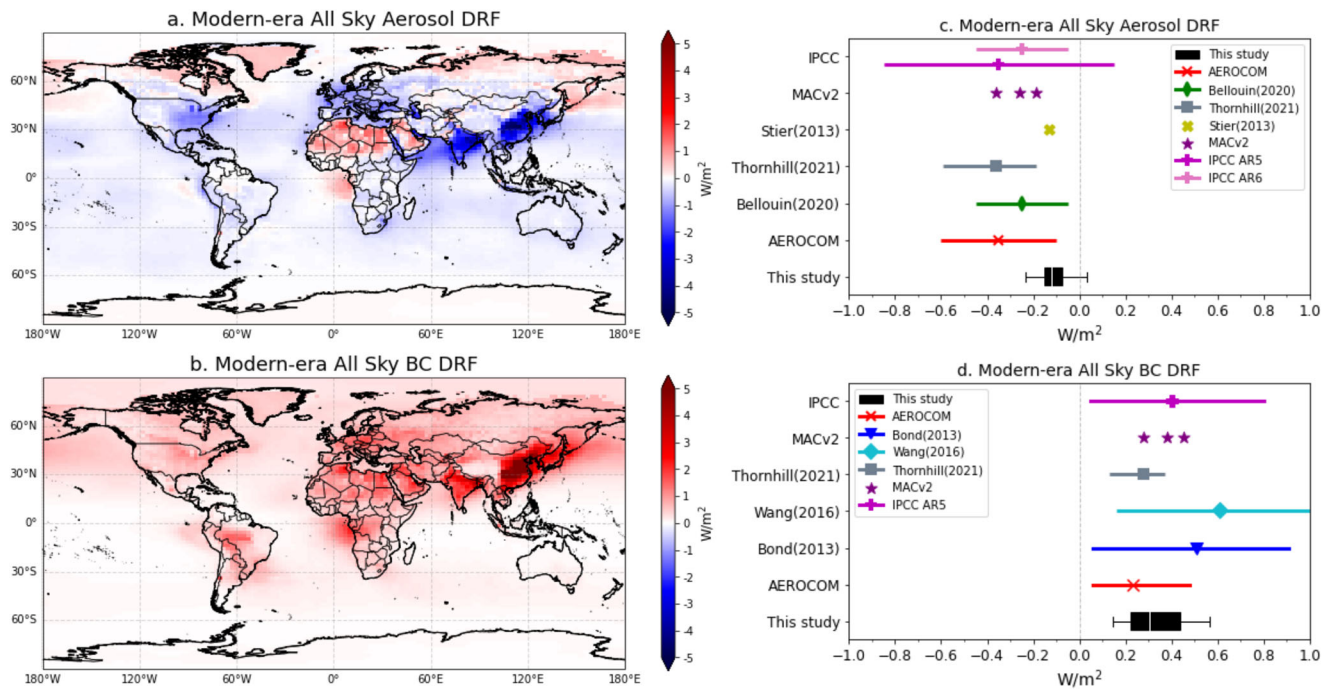 a. Modern-era All Sky Aerosol DRF
60°N
30°N
0°
30°S
60°S
180°W
120°W
60°W
0°
60°E
120°E
180°E
5
4
3
2
1
0
-1
-2
-3
-4
-5
W/m²
c. Modern-era All Sky Aerosol DRF
IPCC
MACv2
Stier(2013)
Thornhill(2021)
Bellouin(2020)
AEROCOM
This study
This study
AEROCOM
Bellouin(2020)
Thornhill(2021)
Stier(2013)
MACv2
IPCC AR5
IPCC AR6
−1.0 −0.8 −0.6 −0.4 −0.2 0.0 0.2 0.4 0.6 0.8 1.0
W/m²
b. Modern-era All Sky BC DRF
60°N
30°N
0°
30°S
60°S
180°W
120°W
60°W
0°
60°E
120°E
180°E
5
4
3
2
1
0
-1
-2
-3
-4
-5
W/m²
d. Modern-era All Sky BC DRF
IPCC
MACv2
Thornhill(2021)
Wang(2016)
Bond(2013)
AEROCOM
This study
This study
AEROCOM
Bond(2013)
Wang(2016)
Thornhill(2021)
MACv2
IPCC AR5
−1.0 −0.8 −0.6 −0.4 −0.2 0.0 0.2 0.4 0.6 0.8 1.0
W/m²